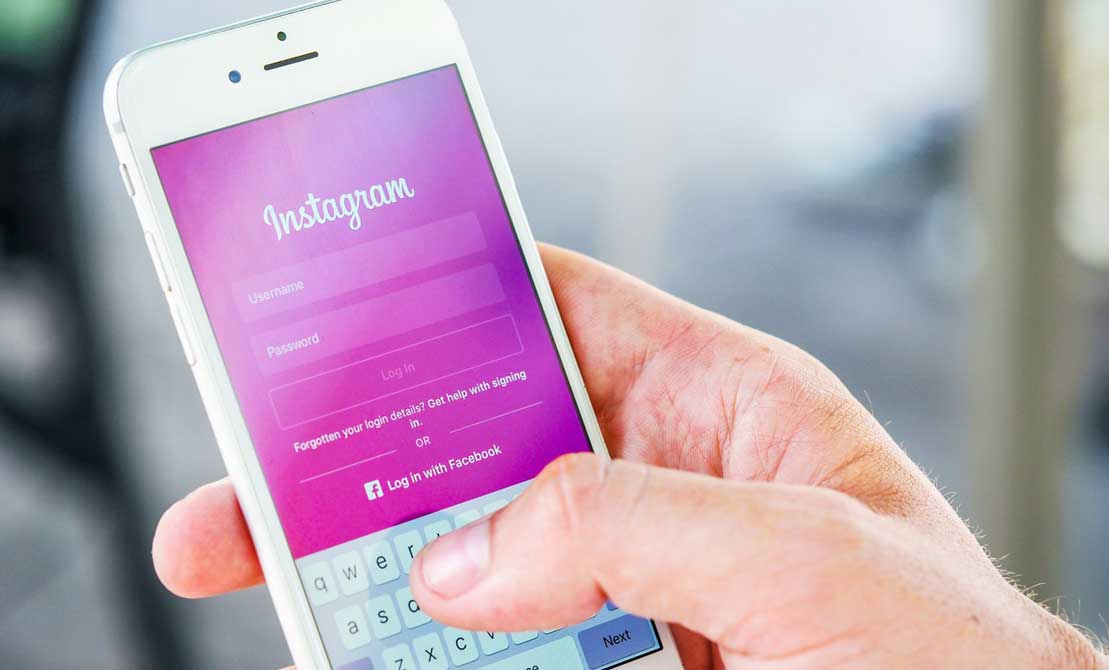 Instagram
Username
Password
Log In
Forgotten your login details? Get help with signing
in.
OR
Log in with Facebook
q w e r
a s d
z x c v
Next